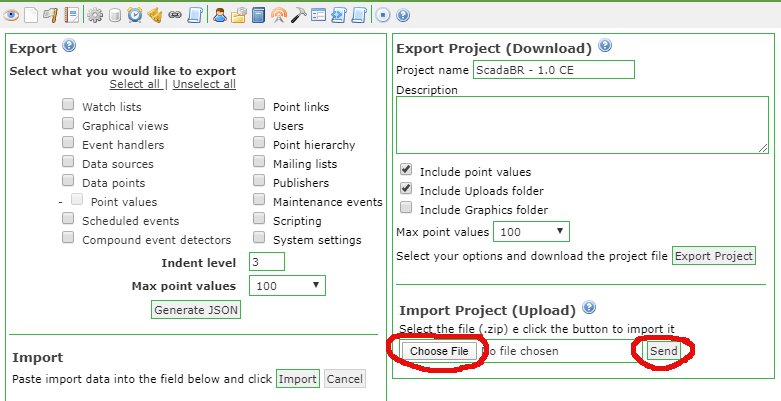 Export
Select what you would like to export
Select all | Unselect all
Watch lists
Point links
Graphical views
Users
Event handlers
Point hierarchy
Data sources
Mailing lists
Data points
Publishers
- Point values
Maintenance events
Scheduled events
Scripting
Compound event detectors
System settings
Indent level 3
Max point values 100
Generate JSON
Import
Paste import data into the field below and click Import Cancel
Export Project (Download)
Project name ScadaBR - 1.0 CE
Description
Include point values
Include Uploads folder
Include Graphics folder
Max point values 100
Select your options and download the project file Export Project
Import Project (Upload)
Select the file (.zip) e click the button to import it
Choose File No file chosen Send